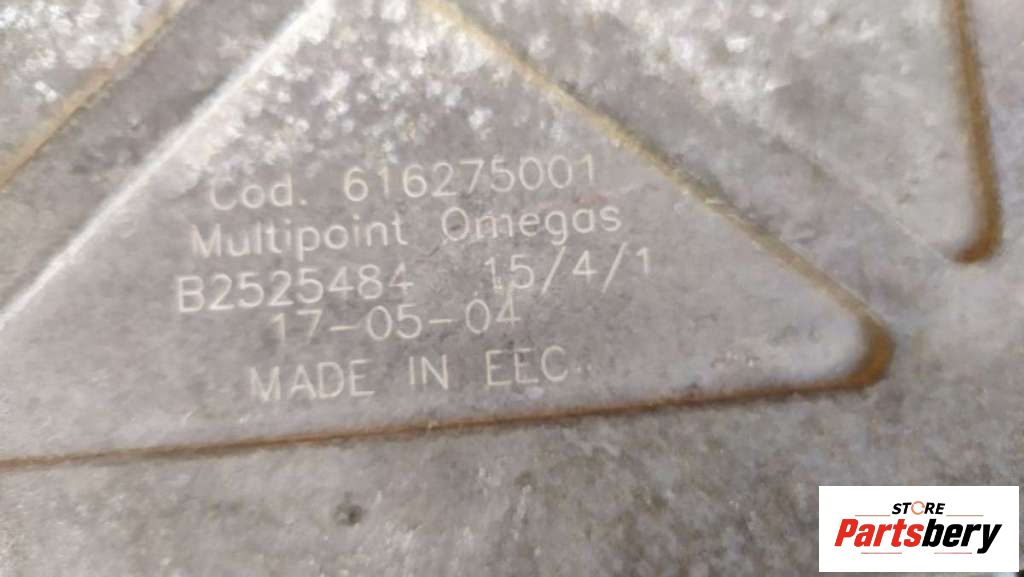 Cod. 616275001
Multipoint Omegas
B2525484 15/4/1
17-05-04
MADE IN EEC.
STORE
Partsbery